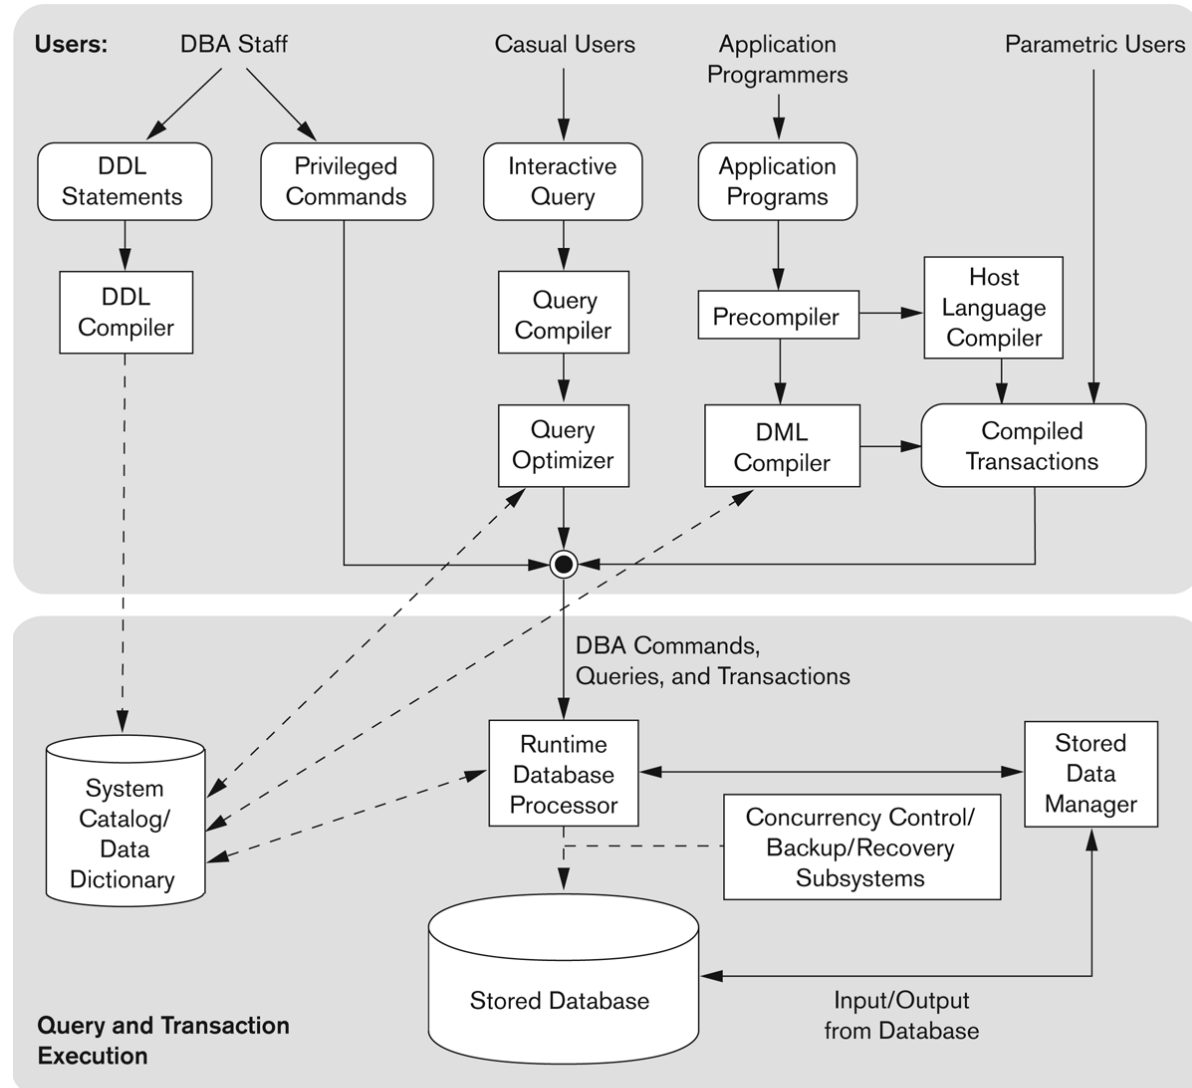 Users:
DBA Staff
Casual Users
Application
Programmers
Parametric Users
DDL
Statements
Privileged
Commands
Interactive
Query
Application
Programs
DDL
Compiler
Query
Compiler
Precompiler
Host
Language
Compiler
Query
Optimizer
DML
Compiler
Compiled
Transactions
DBA Commands,
Queries, and Transactions
System
Catalog/
Data
Dictionary
Runtime
Database
Processor
Stored
Data
Manager
Concurrency Control/
Backup/Recovery
Subsystems
Stored Database
Input/Output
from Database
Query and Transaction
Execution